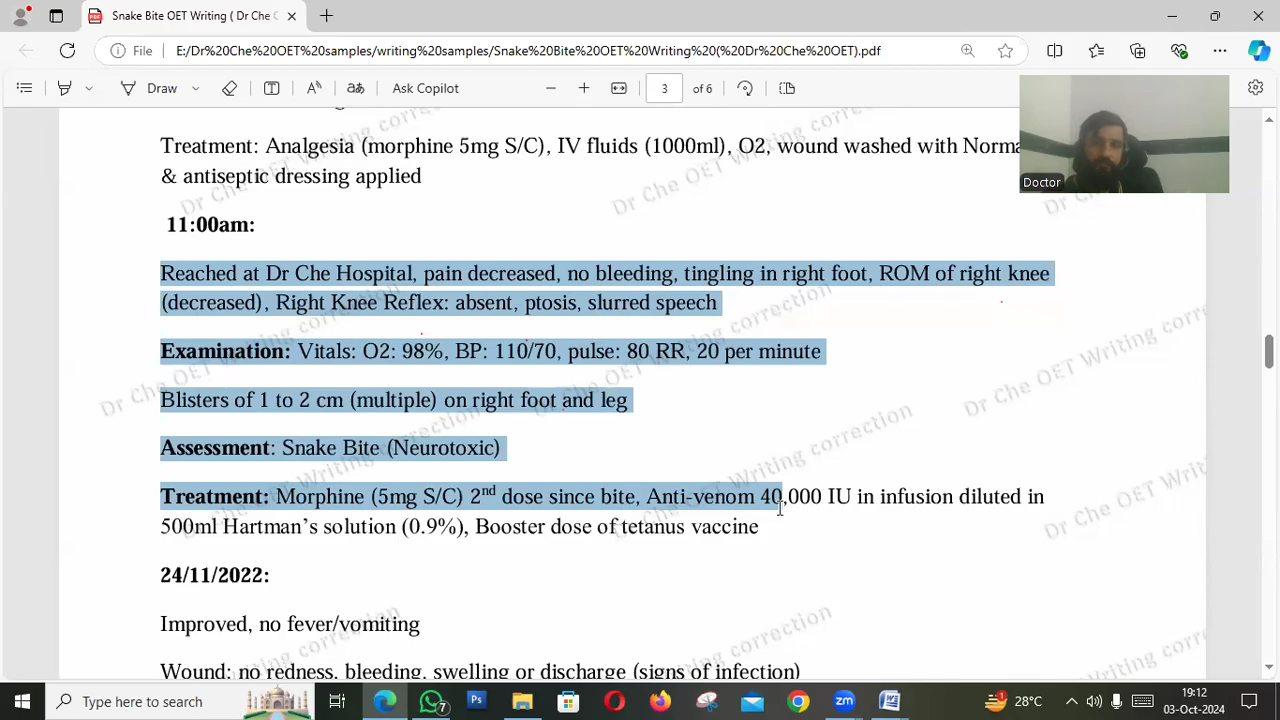 Snake Bite OET Writing ( Dr Che O
File
E:/Dr%20Che%20OET%20samples/writing%20samples/Snake%20Bite%20OET%20Writing%20(%20Dr%20Che%20OET).pdf
Draw
Ask Copilot
3
of 6
Doctor
Treatment: Analgesia (morphine 5mg S/C), IV fluids (1000ml), O2, wound washed with Norma
& antiseptic dressing applied
11:00am:
Reached at Dr Che Hospital, pain decreased, no bleeding, tingling in right foot, ROM of right knee
(decreased), Right Knee Reflex: absent, ptosis, slurred speech
Examination: Vitals: O2: 98%, BP: 110/70, pulse: 80 RR, 20 per minute
Blisters of 1 to 2 cm (multiple) on right foot and leg
Assessment: Snake Bite (Neurotoxic)
Treatment: Morphine (5mg S/C) 2nd dose since bite, Anti-venom 40,000 IU in infusion diluted in
500ml Hartman's solution (0.9%), Booster dose of tetanus vaccine
24/11/2022:
Improved, no fever/vomiting
Wound: no redness, bleeding, swelling or discharge (signs of infection)
Dr Che OET Writing correction
Type here to search
7
zm
1
28°C
19:12
03-Oct-2024